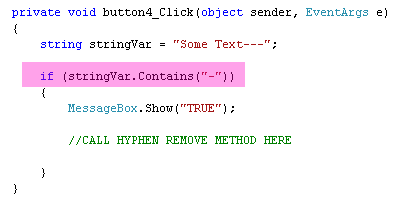 private void button4_Click(object sender, EventArgs e)
{
string stringVar = "Some Text---";
if (stringVar.Contains("-"))
{
MessageBox.Show("TRUE");
//CALL HYPHEN REMOVE METHOD HERE
}
}